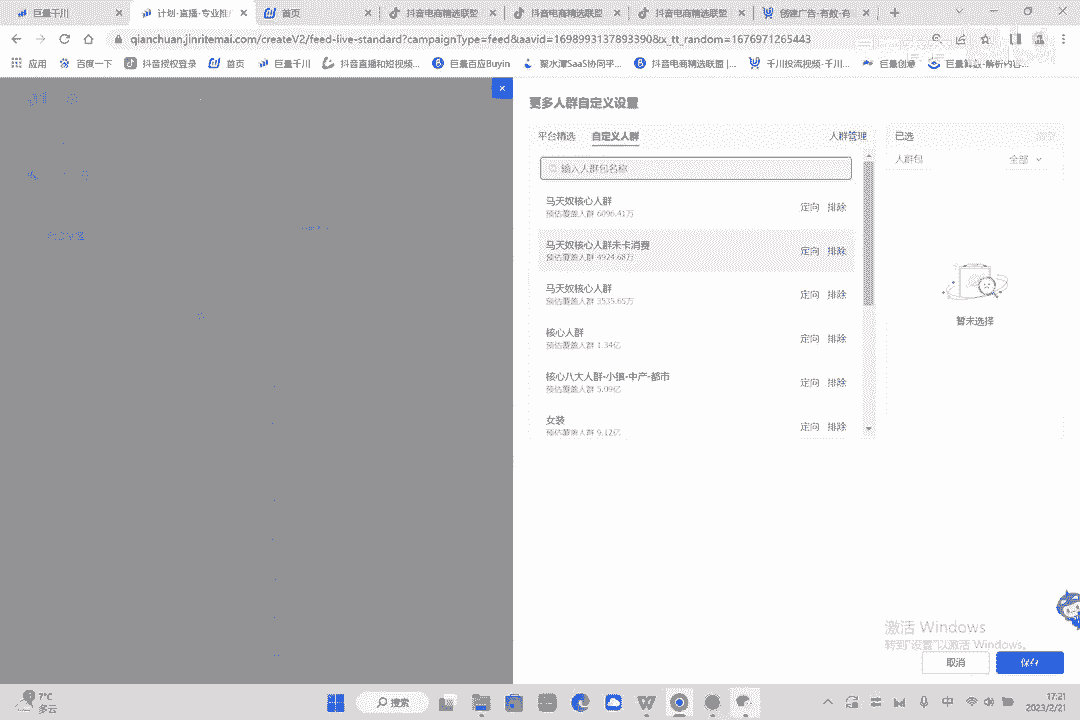 巨量千川
计划-直播-专业推广
首页
抖音电商精选联盟
抖音电商精选联盟
抖音电商精选联盟
创建广告-有数-有
qianchuan.jinritemai.com/createV2/feed-live-standard?campaignType=feed&aavid=1698993137893390&x_tt_random=1676971265443
应用
百度一下
抖音授权登录
首页
巨量千川
抖音直播和短视频...
巨量百应Buyin
聚水潭SaaS协同平...
抖音电商精选联盟 |...
千川投流视频-千川...
巨量创意
更多人群自定义设置
平台精选 自定义人群 人群管理
输入人群包名称
马天奴核心人群
预估覆盖人群 6096.41万
定向 排除
马天奴核心人群未卡消费
预估覆盖人群 4924.68万
定向 排除
马天奴核心人群
预估覆盖人群 3535.65万
定向 排除
核心人群
预估覆盖人群 1.34亿
定向 排除
核心八大人群-小镇-中产-都市
预估覆盖人群 5.09亿
定向 排除
女装
预估覆盖人群 9.12亿
定向 排除
已选
人群包 全部
暂未选择
激活 Windows
转到"设置"以激活 Windows。
取消 保存
7°C
多云
搜索
中
17:21
2023/2/21